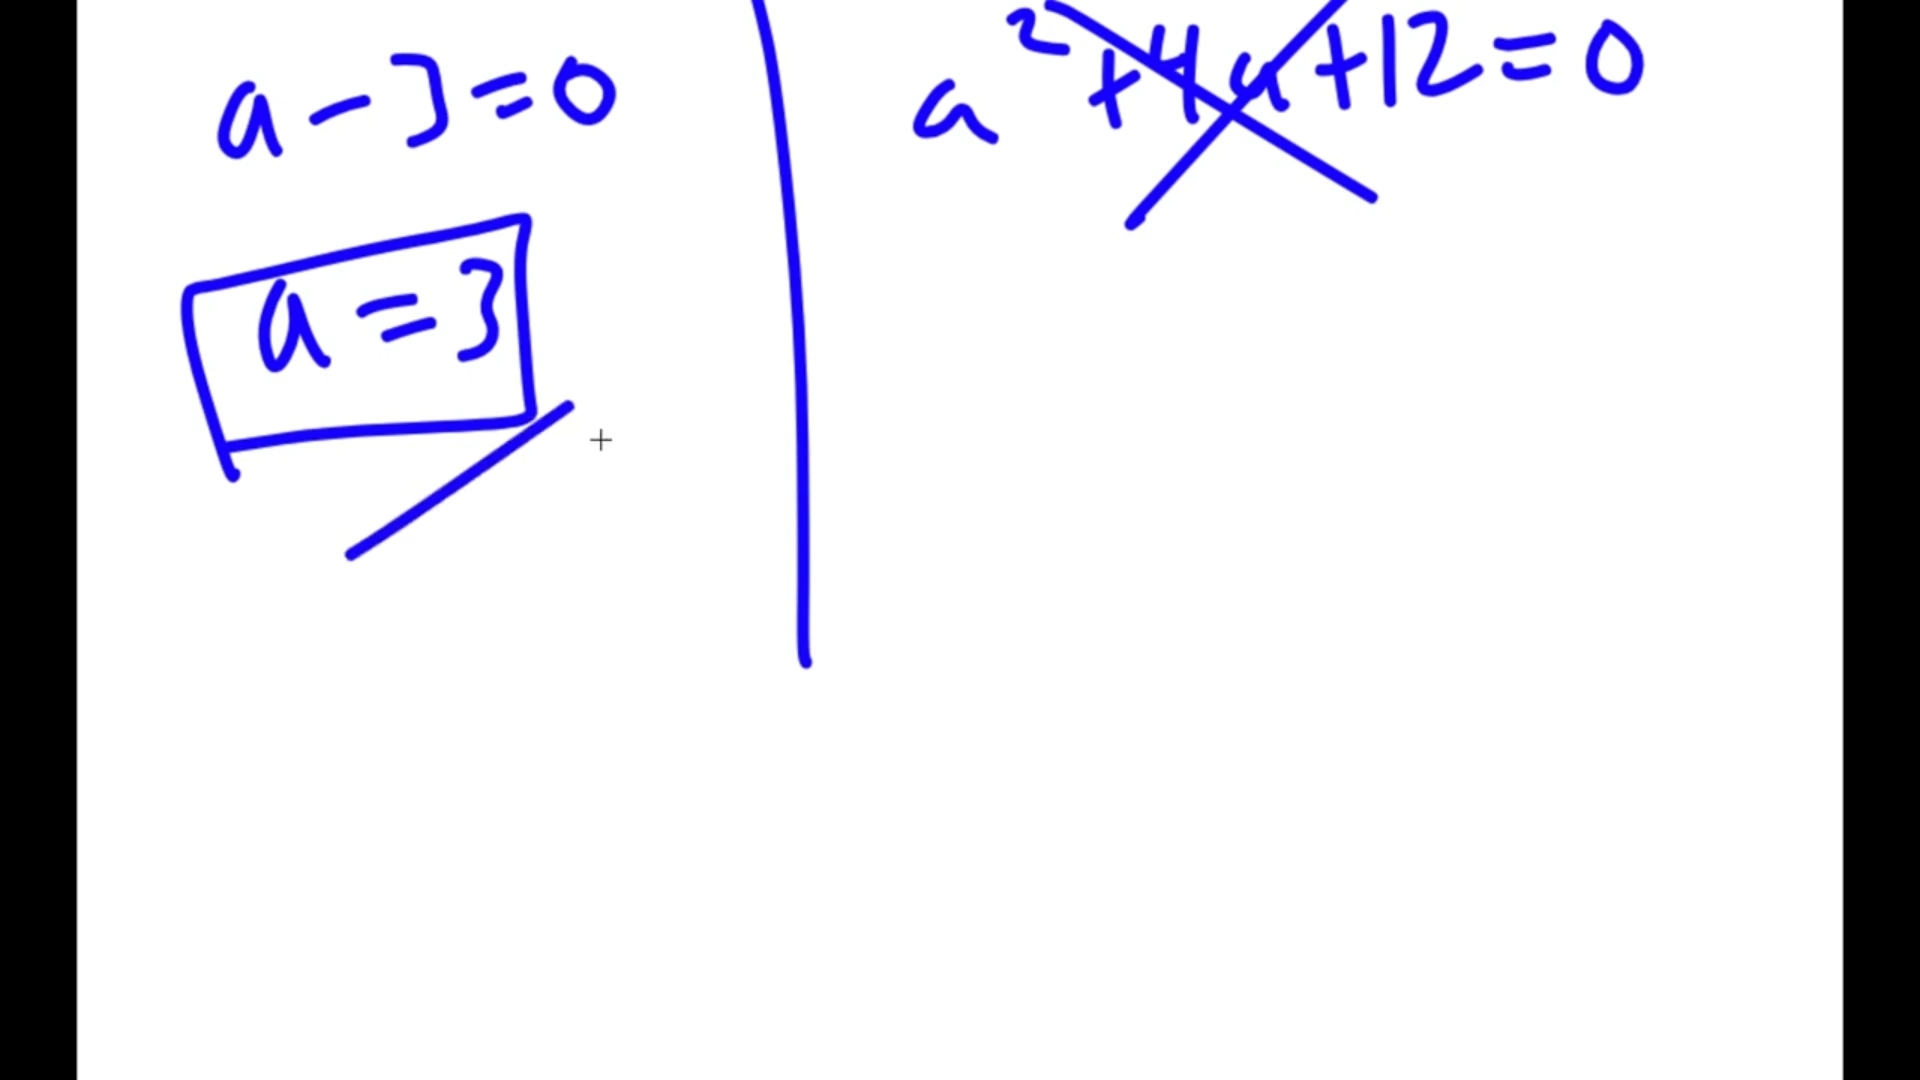 a - 3 = 0
a = 3
a² + 4a + 12 = 0